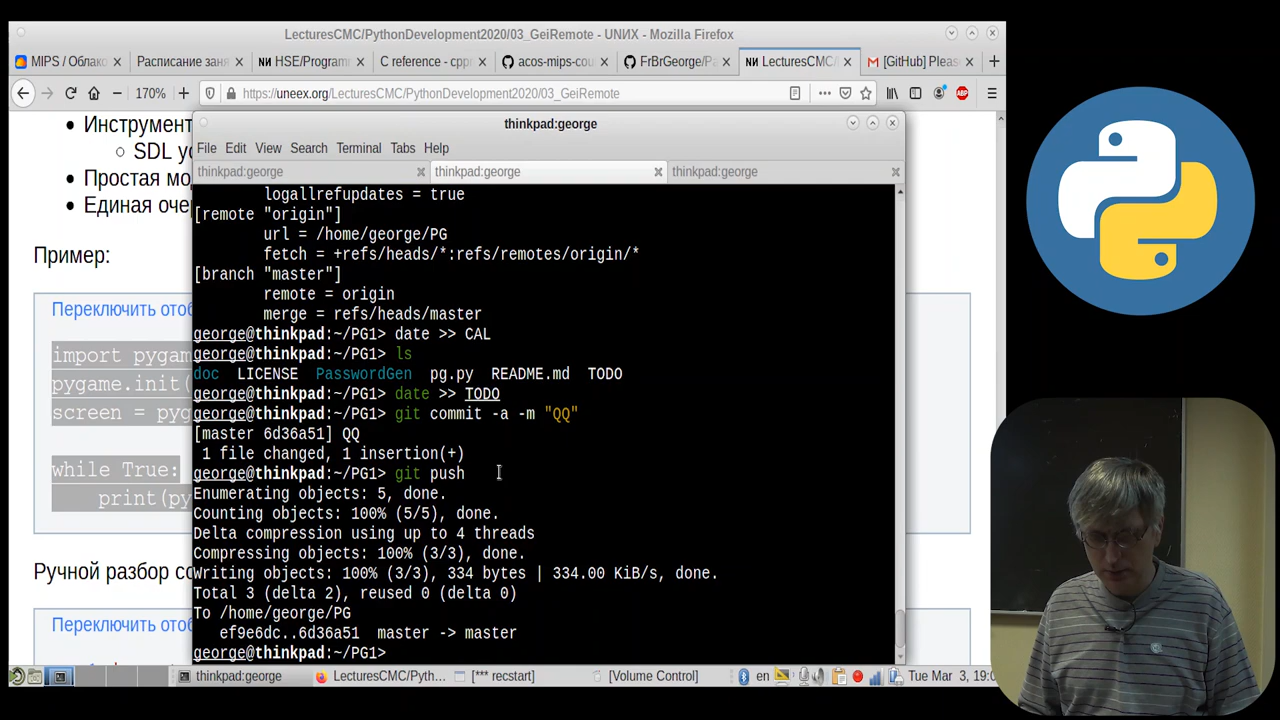 LecturesCMC/PythonDevelopment2020/03_GeiRemote - UNИX - Mozilla Firefox
MIPS / Облако
Расписание заня
NИ HSE/Program
C reference - cpp
acos-mips-cou
FrBrGeorge/P
NИ LecturesCMC/
[GitHub] Pleas
170%
https://uneex.org/LecturesCMC/PythonDevelopment2020/03_GeiRemote
ABP
Инструмент
SDL ус
Простая мо
Единая оче
Пример:
Переключить отоб
import pygam
pygame.init(
screen = pyg
while True:
print(py
Ручной разбор со
Переключить отоб
thinkpad:george
File Edit View Search Terminal Tabs Help
thinkpad:george
thinkpad:george
thinkpad:george
logallrefupdates = true
[remote "origin"]
url = /home/george/PG
fetch = +refs/heads/*:refs/remotes/origin/*
[branch "master"]
remote = origin
merge = refs/heads/master
george@thinkpad:~/PG1> date >> CAL
george@thinkpad:~/PG1> ls
doc LICENSE PasswordGen pg.py README.md TODO
george@thinkpad:~/PG1> date >> TODO
george@thinkpad:~/PG1> git commit -a -m "QQ"
[master 6d36a51] QQ
1 file changed, 1 insertion(+)
george@thinkpad:~/PG1> git push
Enumerating objects: 5, done.
Counting objects: 100% (5/5), done.
Delta compression using up to 4 threads
Compressing objects: 100% (3/3), done.
Writing objects: 100% (3/3), 334 bytes | 334.00 KiB/s, done.
Total 3 (delta 2), reused 0 (delta 0)
To /home/george/PG
ef9e6dc..6d36a51 master -> master
george@thinkpad:~/PG1>
thinkpad:george
LecturesCMC/Pyth...
[*** recstart]
[Volume Control]
en
Tue Mar 3, 19:0